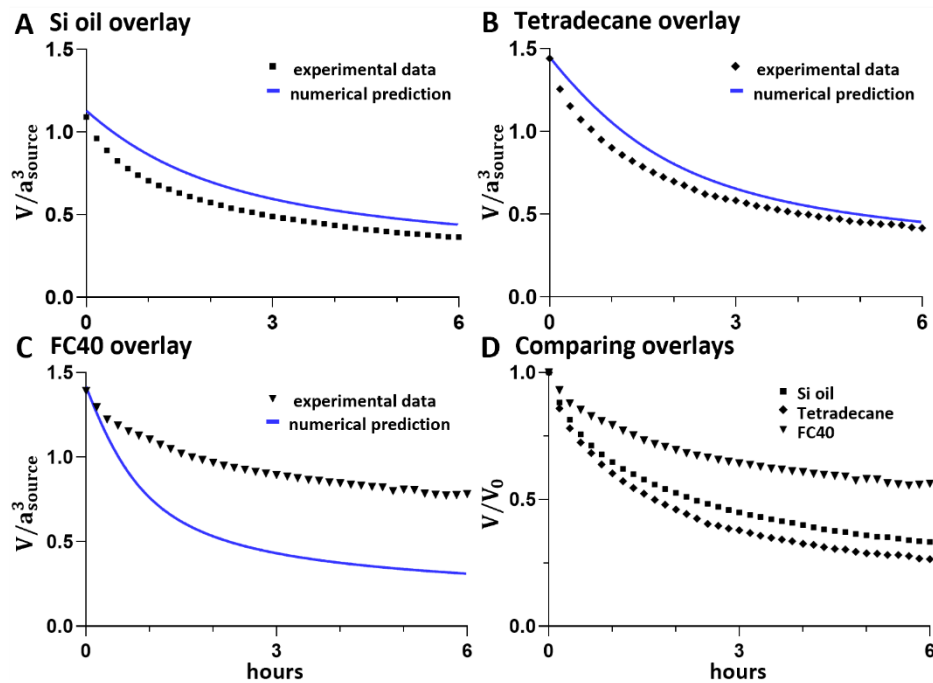 A Si oil overlay
1.5
1.0
0.5
0.0
V/a³source
experimental data
numerical prediction
0 3 6
B Tetradecane overlay
1.5
1.0
0.5
0.0
V/a³source
experimental data
numerical prediction
0 3 6
C FC40 overlay
1.5
1.0
0.5
0.0
V/a³source
experimental data
numerical prediction
0 3 6
hours
D Comparing overlays
1.0
0.5
0.0
V/V₀
Si oil
Tetradecane
FC40
0 3 6
hours